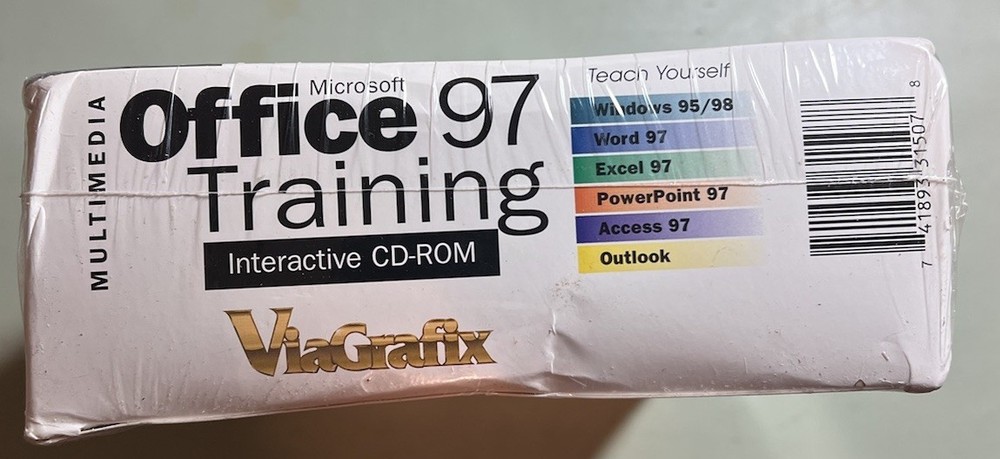 MULTIMEDIA
Microsoft
Office 97
Training
Interactive CD-ROM
ViaGrafix
Teach Yourself
Windows 95/98
Word 97
Excel 97
PowerPoint 97
Access 97
Outlook
7 41893 31507 8